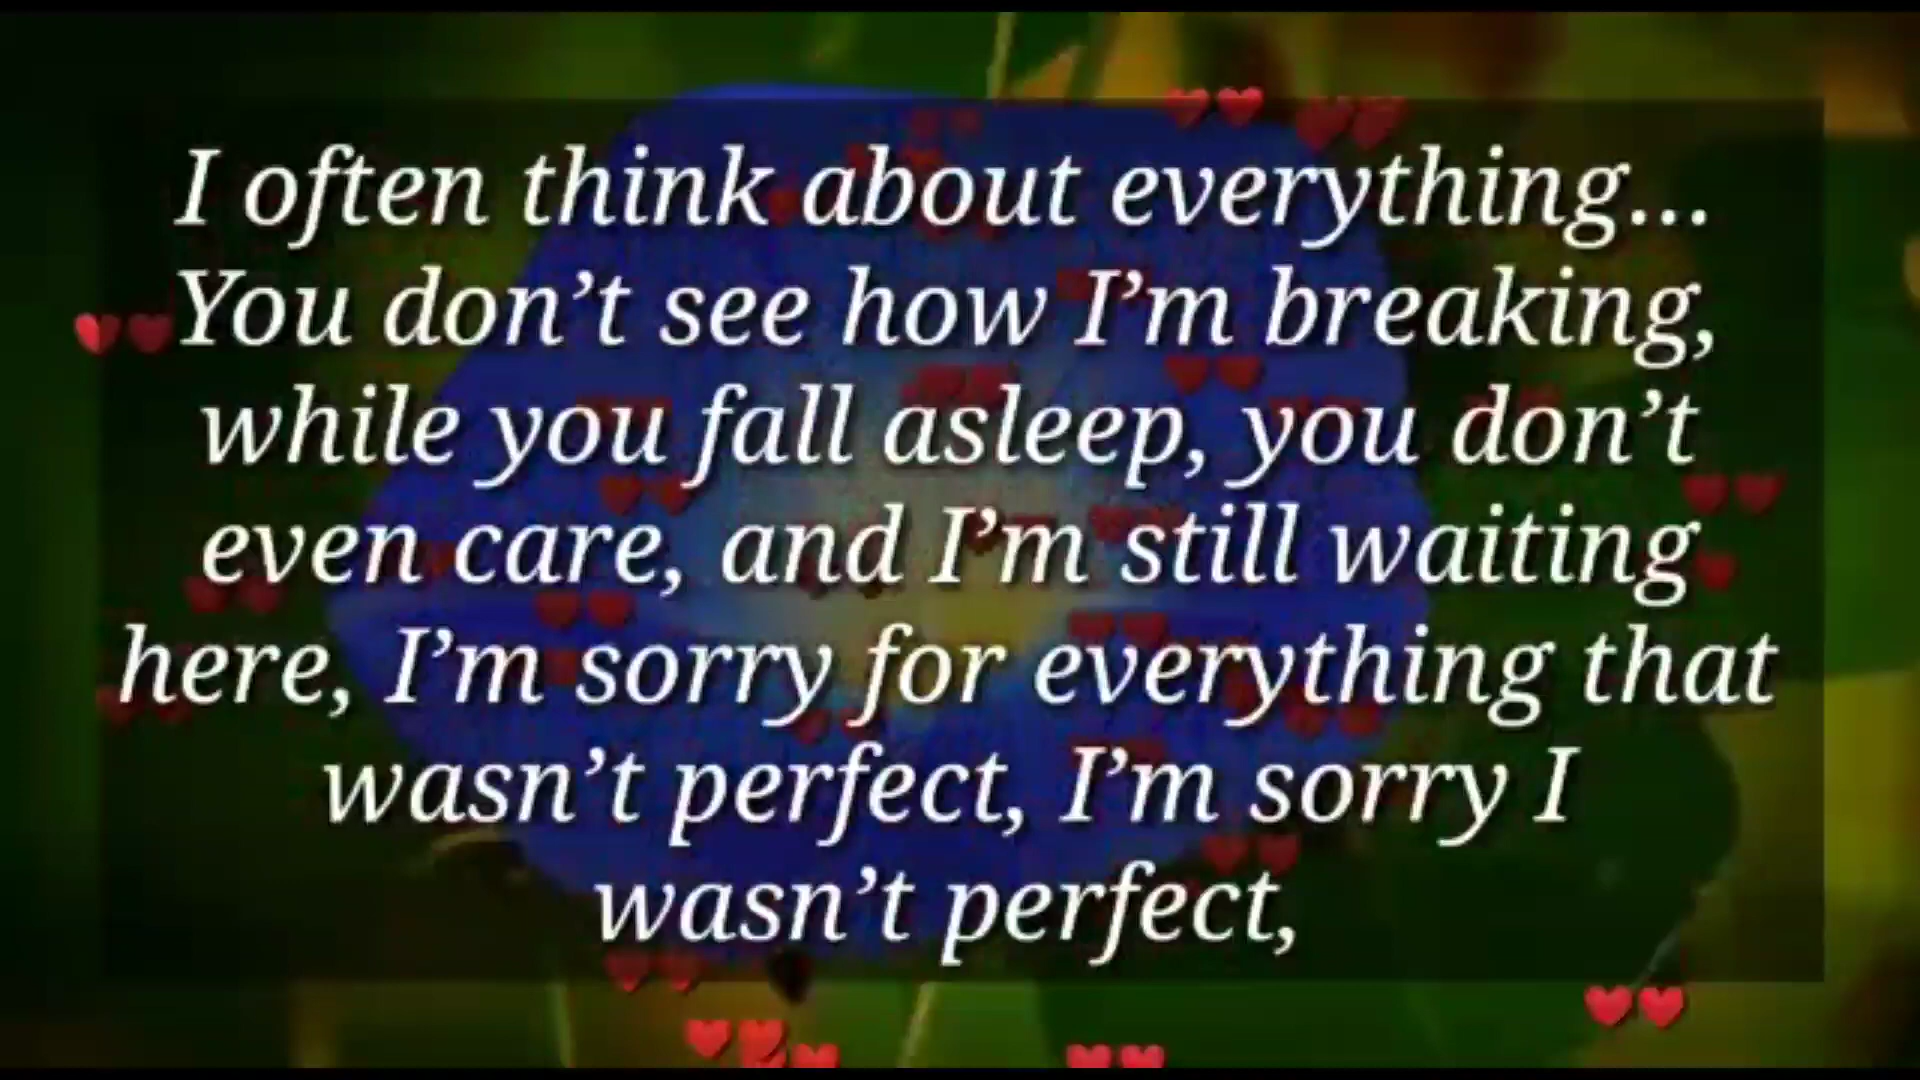 I often think about everything...
You don’t see how I’m breaking,
while you fall asleep, you don’t
even care, and I’m still waiting
here, I’m sorry for everything that
wasn’t perfect, I’m sorry I
wasn’t perfect,